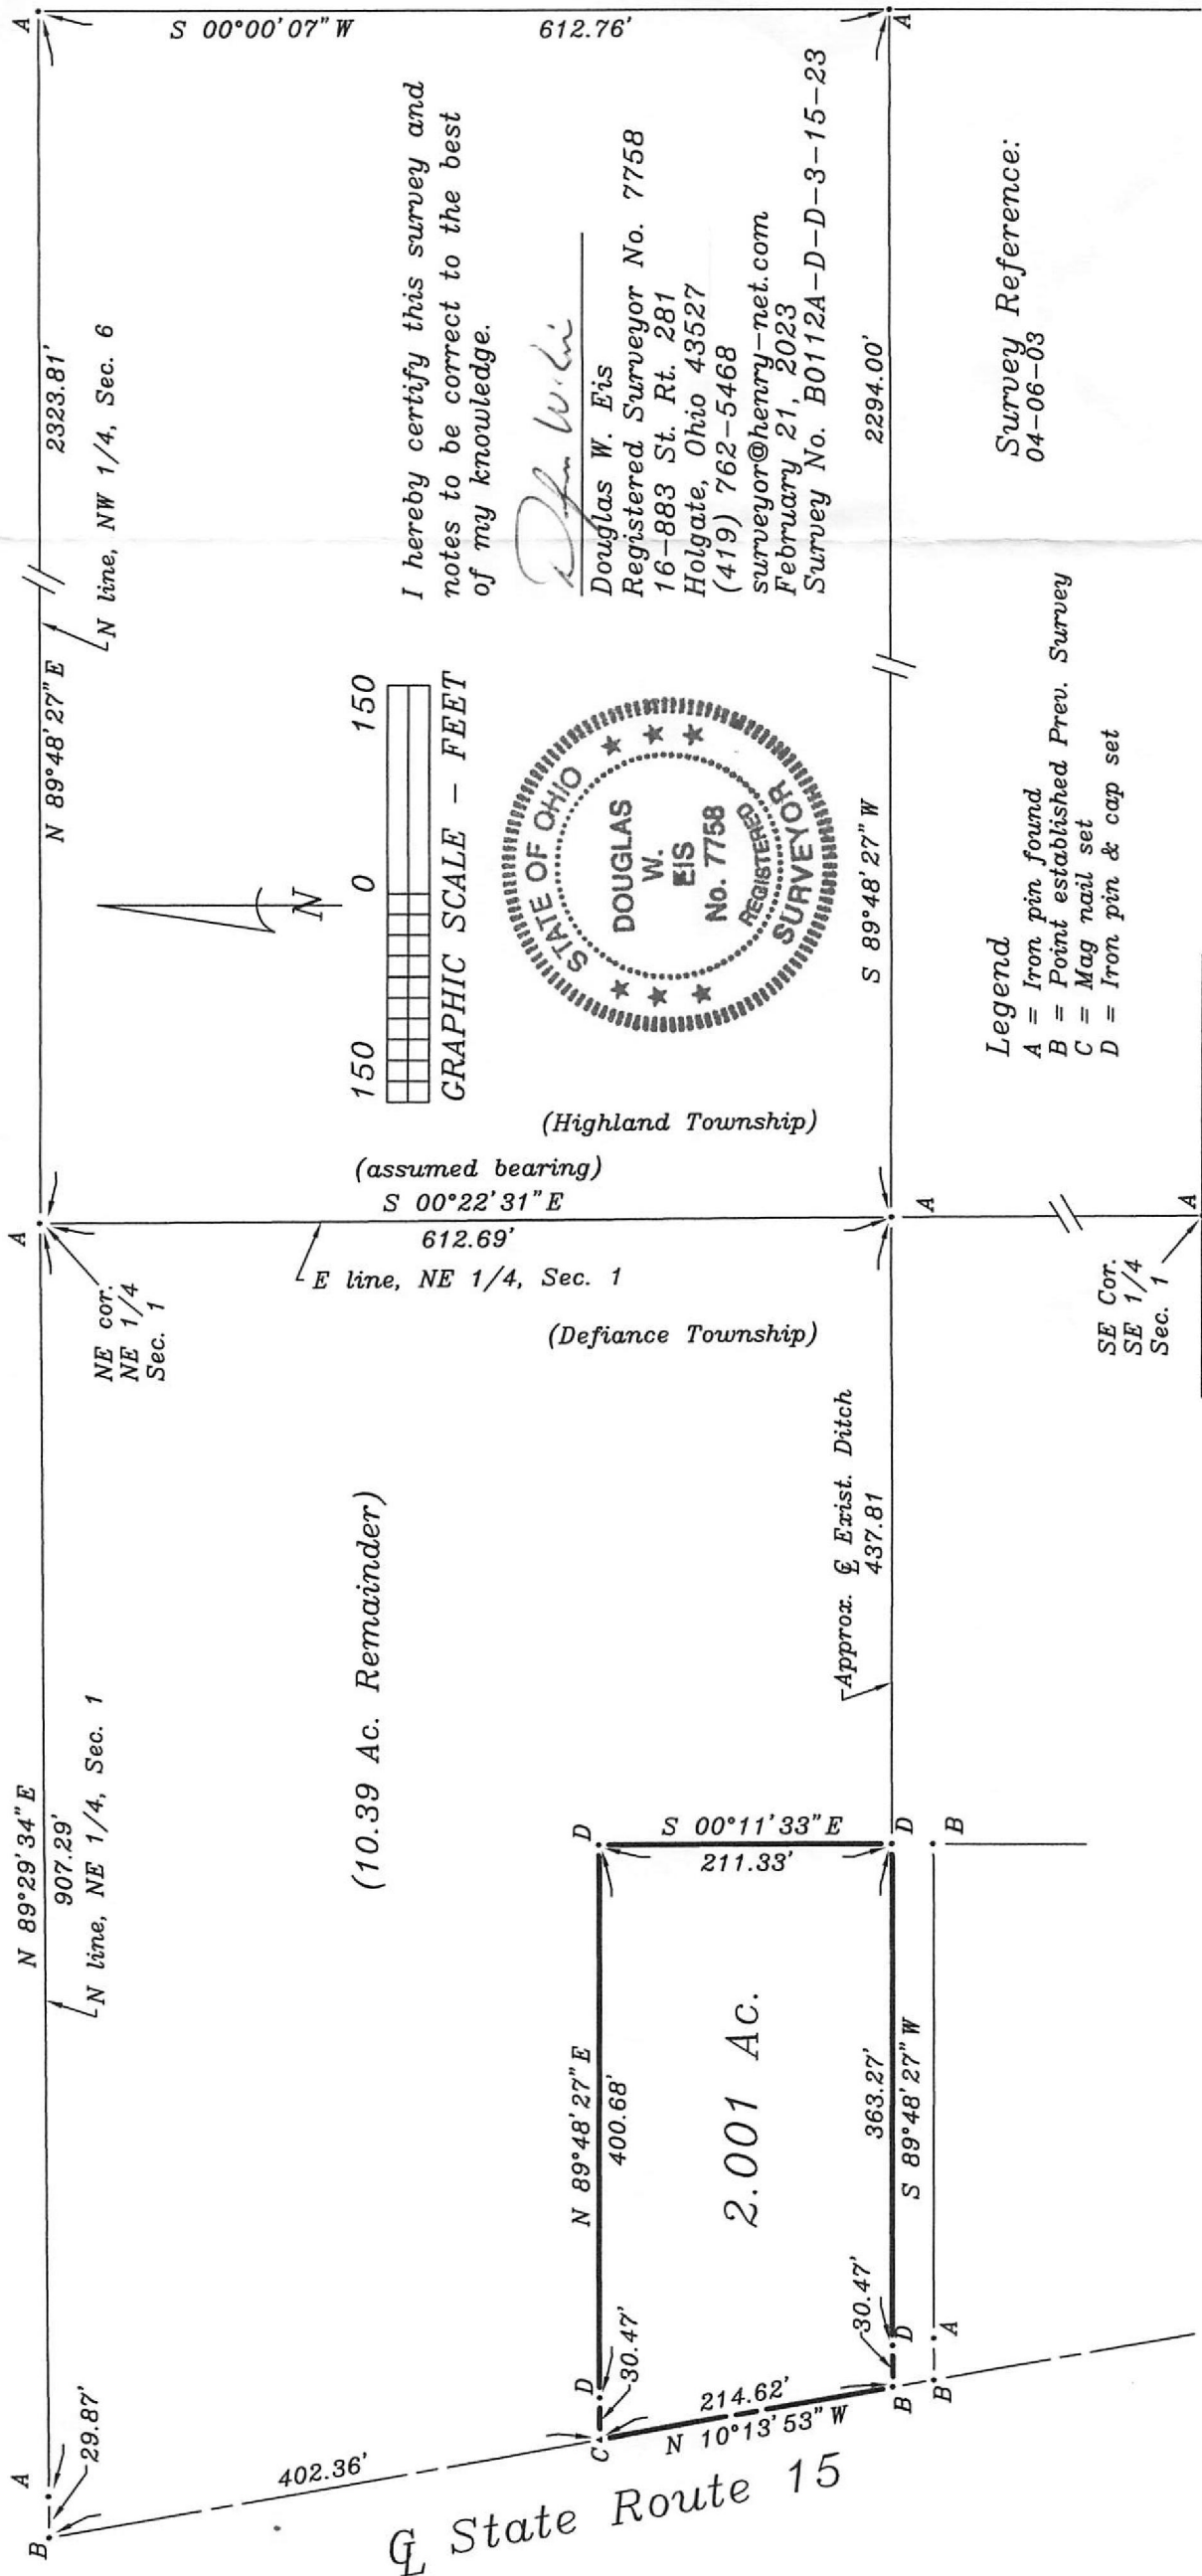 A
S 00°00'07" W
612.76'
A
N 89°48'27" E
2323.81'
N line, NW 1/4, Sec. 6
I hereby certify this survey and
notes to be correct to the best
of my knowledge.
Douglas W. Eis
Registered Surveyor No. 7758
16-883 St. Rt. 281
Holgate, Ohio 43527
(419) 762-5468
surveyor@henry-net.com
February 21, 2023
Survey No. B0112A-D-D-3-15-23
2294.00'
S 89°48'27" W
Survey Reference:
04-06-03
N
150 0 150
GRAPHIC SCALE - FEET
STATE OF OHIO
DOUGLAS
W.
EIS
No. 7758
REGISTERED
SURVEYOR
Legend
A = Iron pin found
B = Point established Prev. Survey
C = Mag nail set
D = Iron pin & cap set
(Highland Township)
(assumed bearing)
S 00°22'31" E
612.69'
E line, NE 1/4, Sec. 1
(Defiance Township)
A
A
A
NE cor.
NE 1/4
Sec. 1
SE Cor.
SE 1/4
Sec. 1
N 89°29'34" E
907.29'
N line, NE 1/4, Sec. 1
(10.39 Ac. Remainder)
Approx. ℄ Exist. Ditch
437.81
D
S 00°11'33" E
211.33'
D
B
N 89°48'27" E
400.68'
2.001 Ac.
363.27'
S 89°48'27" W
D
30.47'
30.47'
D
A
B
B
C
214.62'
N 10°13'53" W
A
29.87'
B
402.36'
℄ State Route 15